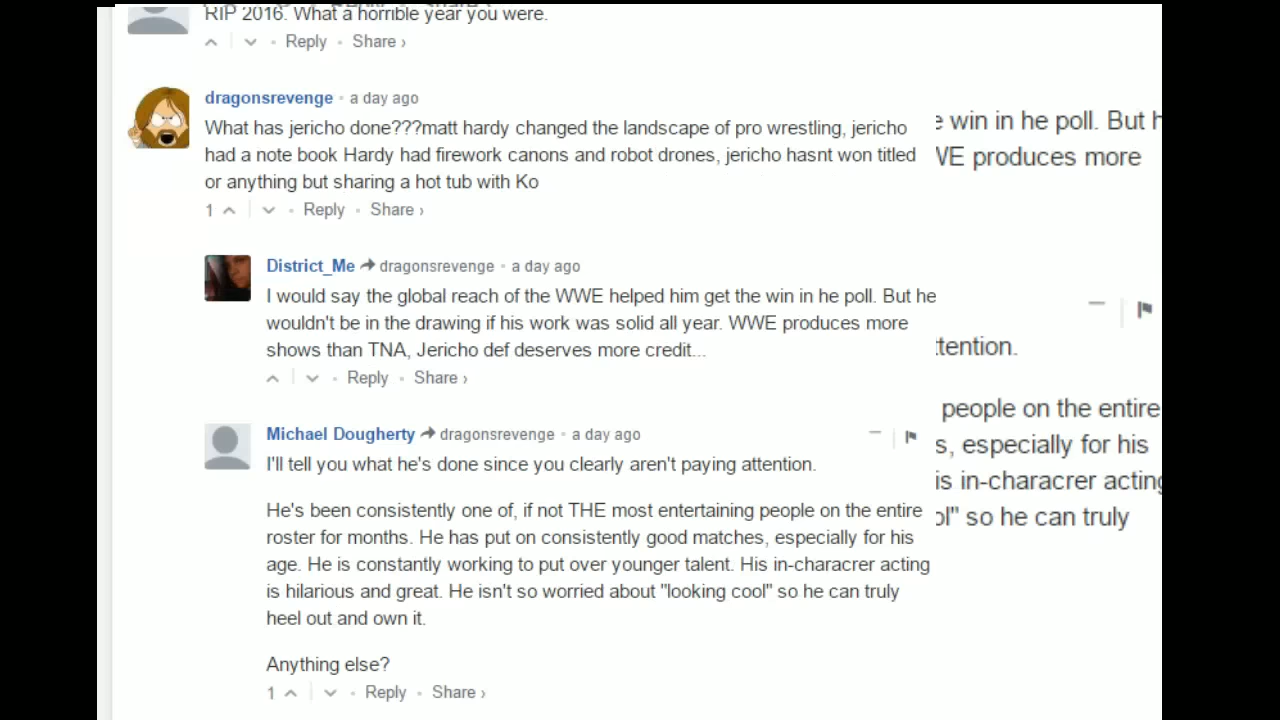 RIP 2016. What a horrible year you were.
Reply • Share ›
dragonsrevenge • a day ago
What has jericho done???matt hardy changed the landscape of pro wrestling, jericho
had a note book Hardy had firework canons and robot drones, jericho hasnt won titled
or anything but sharing a hot tub with Ko
1 • Reply • Share ›
District_Me dragonsrevenge • a day ago
I would say the global reach of the WWE helped him get the win in he poll. But he
wouldn't be in the drawing if his work was solid all year. WWE produces more
shows than TNA, Jericho def deserves more credit...
• Reply • Share ›
Michael Dougherty dragonsrevenge • a day ago
I'll tell you what he's done since you clearly aren't paying attention.
He's been consistently one of, if not THE most entertaining people on the entire
roster for months. He has put on consistently good matches, especially for his
age. He is constantly working to put over younger talent. His in-characrer acting
is hilarious and great. He isn't so worried about "looking cool" so he can truly
heel out and own it.
Anything else?
1 • Reply • Share ›
win in he poll. But h
WE produces more
tention.
people on the entire
s, especially for his
is in-characrer acting
ol" so he can truly